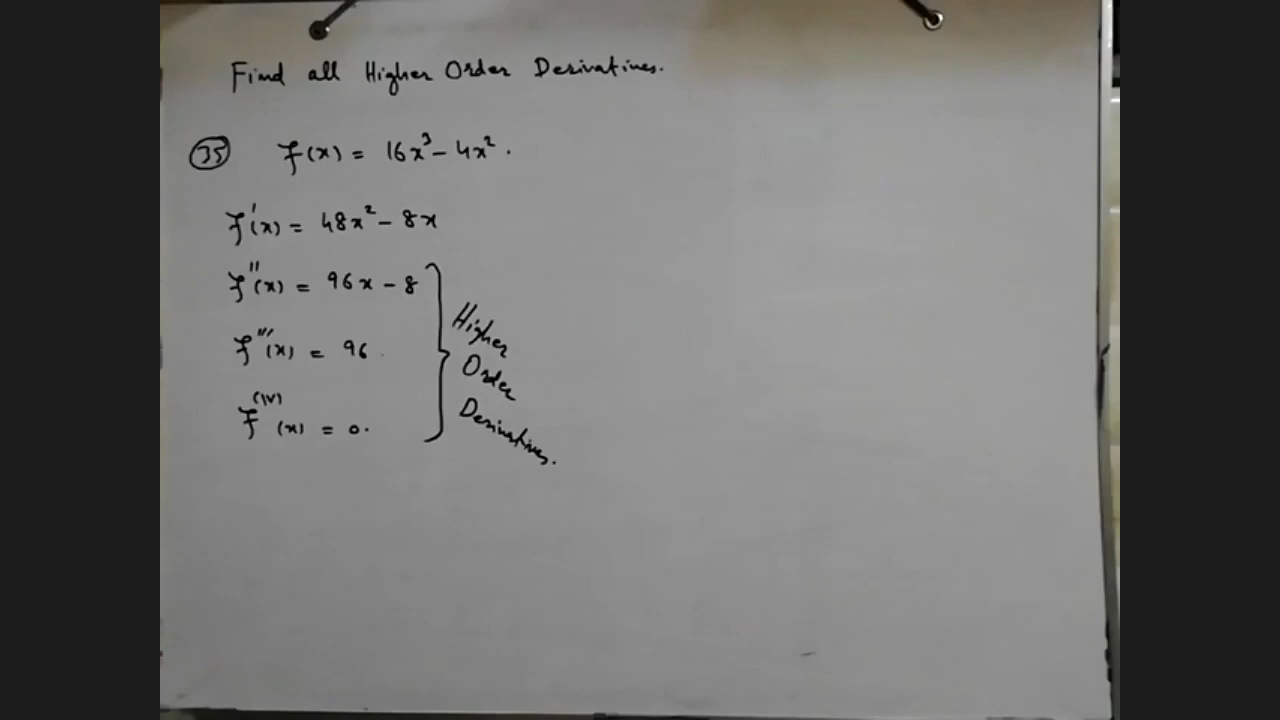 Find all Higher Order Derivatives.
35 f(x) = 16x³ - 4x².
f'(x) = 48x² - 8x
f''(x) = 96x - 8
f'''(x) = 96
f⁽ᴵⱽ⁾(x) = 0.
Higher
Order
Derivatives.